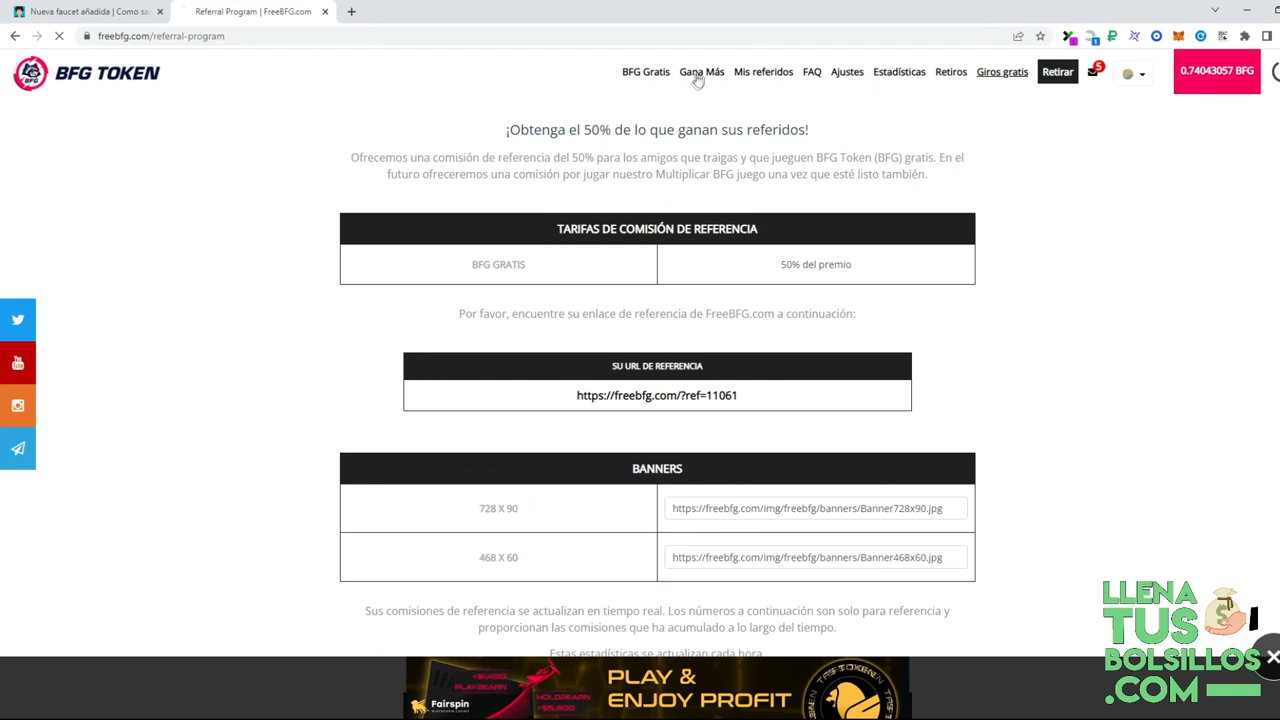 Nueva faucet añadida | Como sa
Referral Program | FreeBFG.com
freebfg.com/referral-program
BFG TOKEN
BFG Gratis
Gana Más
Mis referidos
FAQ
Ajustes
Estadísticas
Retiros
Giros gratis
Retirar
5
0.74043057 BFG
¡Obtenga el 50% de lo que ganan sus referidos!
Ofrecemos una comisión de referencia del 50% para los amigos que traigas y que jueguen BFG Token (BFG) gratis. En el
futuro ofreceremos una comisión por jugar nuestro Multiplicar BFG juego una vez que esté listo también.
TARIFAS DE COMISIÓN DE REFERENCIA
BFG GRATIS
50% del premio
Por favor, encuentre su enlace de referencia de FreeBFG.com a continuación:
SU URL DE REFERENCIA
https://freebfg.com/?ref=11061
BANNERS
728 X 90
https://freebfg.com/img/freebfg/banners/Banner728x90.jpg
468 X 60
https://freebfg.com/img/freebfg/banners/Banner468x60.jpg
Sus comisiones de referencia se actualizan en tiempo real. Los números a continuación son solo para referencia y
proporcionan las comisiones que ha acumulado a lo largo del tiempo.
Estas estadísticas se actualizan cada hora
PLAY2EARN
HOLD2EARN
Fairspin
PLAY &
ENJOY PROFIT
LLENA
TUS
BOLSILLOS
.COM